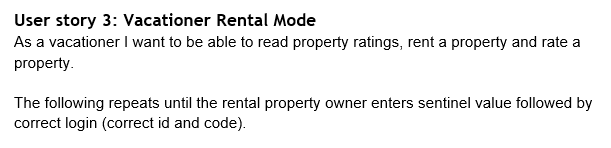 User story 3: Vacationer Rental Mode
As a vacationer I want to be able to read property ratings, rent a property and rate a
property.
The following repeats until the rental property owner enters sentinel value followed by
correct login (correct id and code).